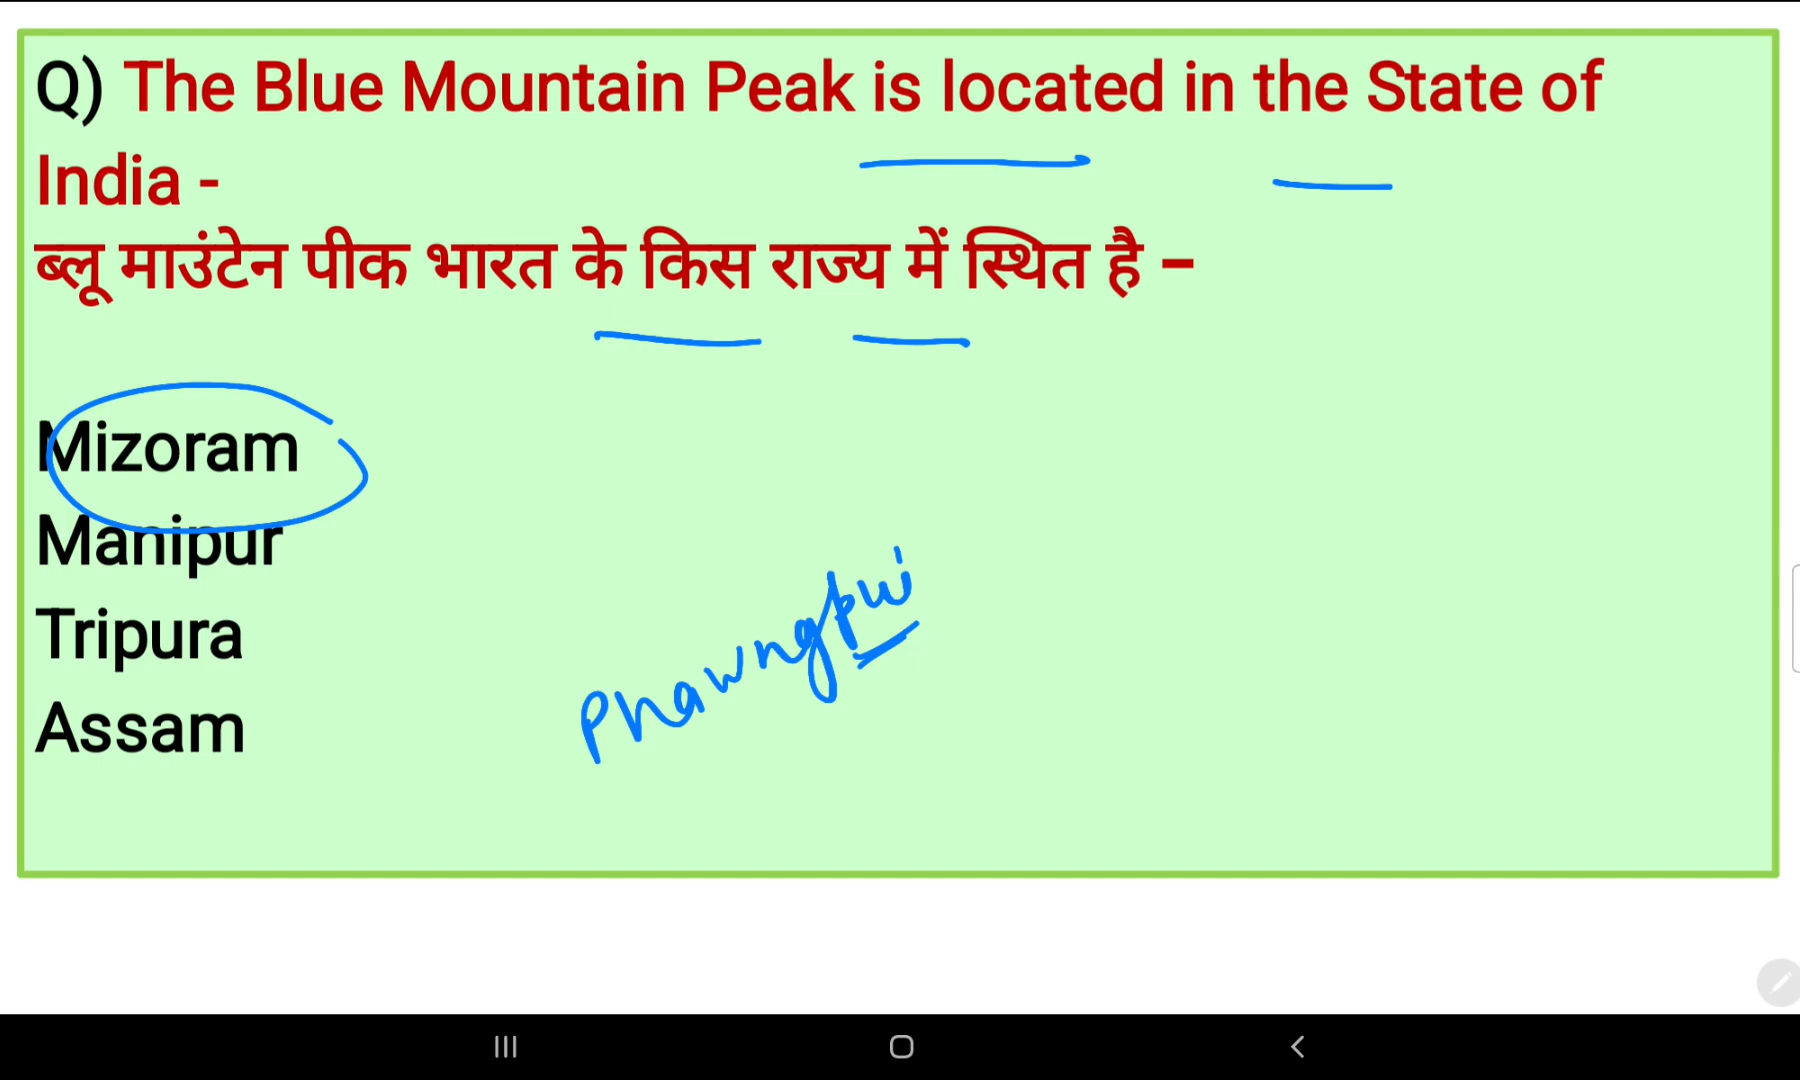 Q) The Blue Mountain Peak is located in the State of
India -
ब्लू माउंटेन पीक भारत के किस राज्य में स्थित है –
Mizoram
Manipur
Tripura
Assam
Phawngpui